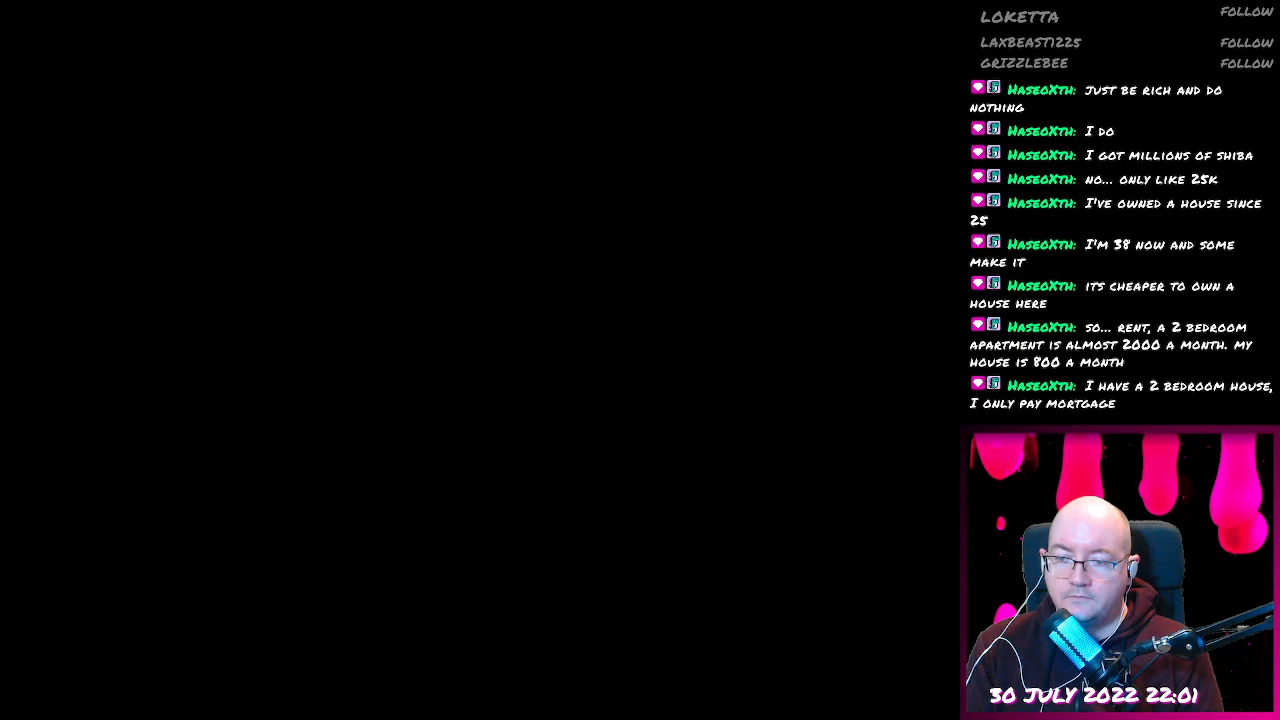 LOKETTA FOLLOW
LAXBEAST1225 FOLLOW
GRIZZLEBEE FOLLOW
HaseoXth: JUST BE RICH AND DO
NOTHING
HaseoXth: I DO
HaseoXth: I GOT MILLIONS OF SHIBA
HaseoXth: NO... ONLY LIKE 25K
HaseoXth: I'VE OWNED A HOUSE SINCE
25
HaseoXth: I'M 38 NOW AND SOME
MAKE IT
HaseoXth: ITS CHEAPER TO OWN A
HOUSE HERE
HaseoXth: SO... RENT, A 2 BEDROOM
APARTMENT IS ALMOST 2000 A MONTH. MY
HOUSE IS 800 A MONTH
HaseoXth: I HAVE A 2 BEDROOM HOUSE,
I ONLY PAY MORTGAGE
30 JULY 2022 22:01